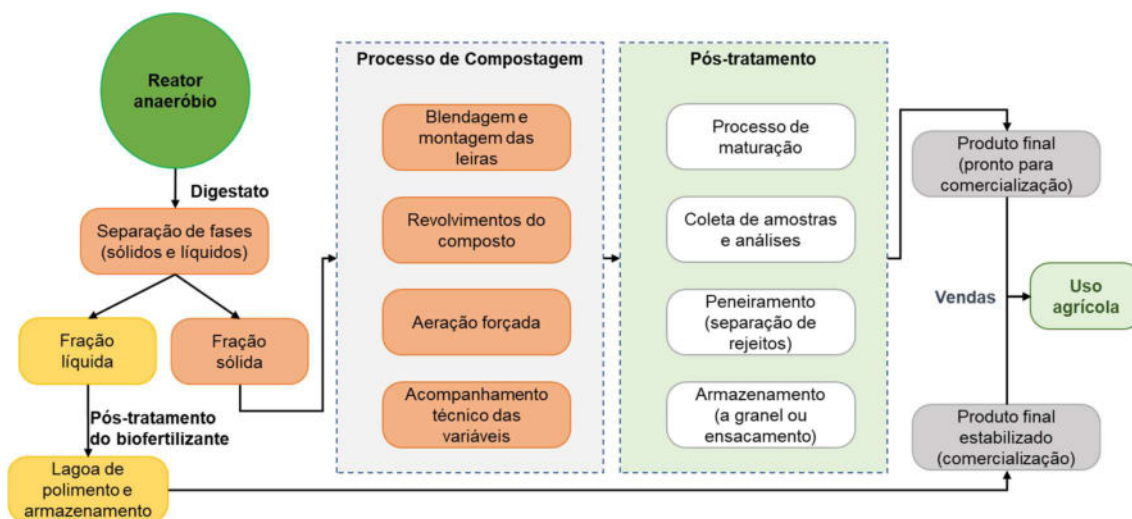 Reator
anaeróbio
Digestato
Separação de fases
(sólidos e líquidos)
Fração
líquida
Fração
sólida
Pós-tratamento
do biofertilizante
Lagoa de
polimento e
armazenamento
Processo de Compostagem
Blendagem e
montagem das
leiras
Revolvimentos do
composto
Aeração forçada
Acompanhamento
técnico das
variáveis
Pós-tratamento
Processo de
maturação
Coleta de amostras
e análises
Peneiramento
(separação de
rejeitos)
Armazenamento
(a granel ou
ensacamento)
Produto final
(pronto para
comercialização)
Vendas
Uso
agrícola
Produto final
estabilizado
(comercialização)